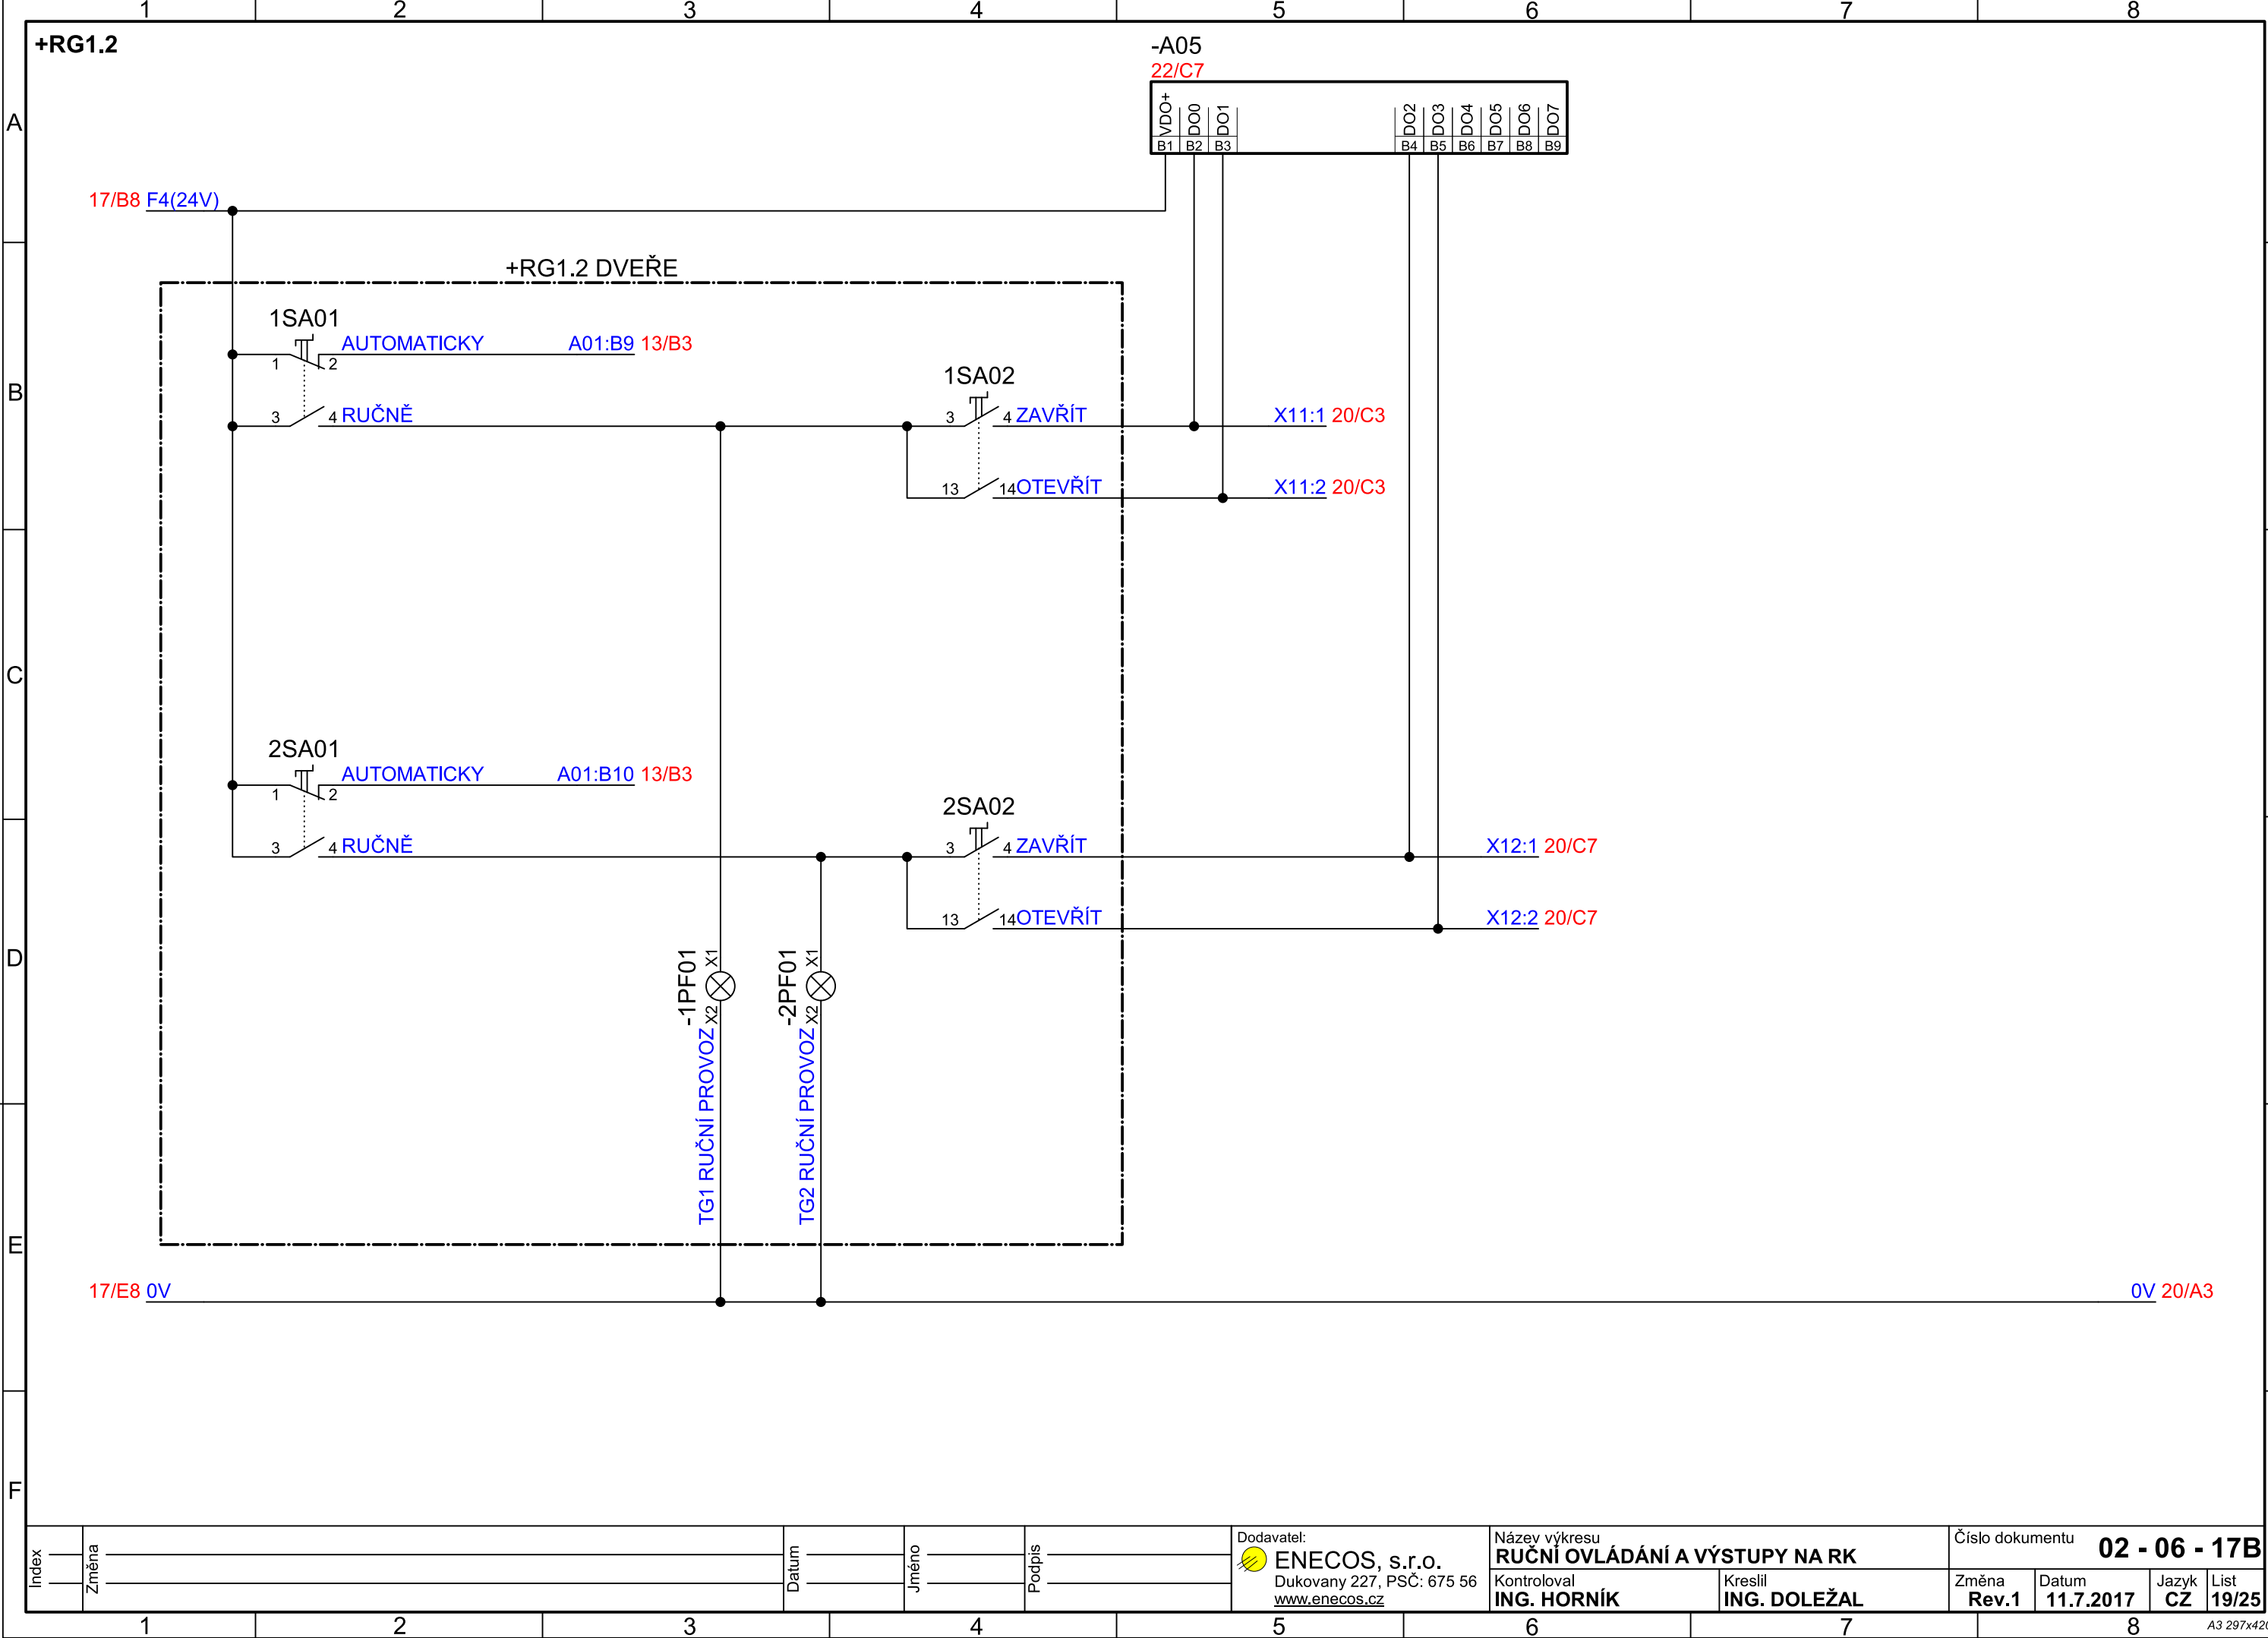 1 2 3 4 5 6 7 8
+RG1.2
-A05
22/C7
VDO+ DO0 DO1 DO2 DO3 DO4 DO5 DO6 DO7
B1 B2 B3 B4 B5 B6 B7 B8 B9
A
17/B8 F4(24V)
+RG1.2 DVEŘE
1SA01
AUTOMATICKY A01:B9 13/B3
1 2
1SA02
B
3 4 RUČNĚ
3 4 ZAVŘÍT X11:1 20/C3
13 14 OTEVŘÍT X11:2 20/C3
C
2SA01
AUTOMATICKY A01:B10 13/B3
1 2
2SA02
3 4 RUČNĚ
3 4 ZAVŘÍT X12:1 20/C7
13 14 OTEVŘÍT X12:2 20/C7
D
-1PF01 X1 X2
-2PF01 X1 X2
TG1 RUČNÍ PROVOZ
TG2 RUČNÍ PROVOZ
E
17/E8 0V
0V 20/A3
F
Index
Změna
Datum
Jméno
Podpis
Dodavatel:
ENECOS, s.r.o.
Dukovany 227, PSČ: 675 56
www.enecos.cz
Název výkresu
RUČNÍ OVLÁDÁNÍ A VÝSTUPY NA RK
Kontroloval
ING. HORNÍK
Kreslil
ING. DOLEŽAL
Číslo dokumentu 02 - 06 - 17B
Změna
Rev.1
Datum
11.7.2017
Jazyk
CZ
List
19/25
1 2 3 4 5 6 7 8
A3 297x420